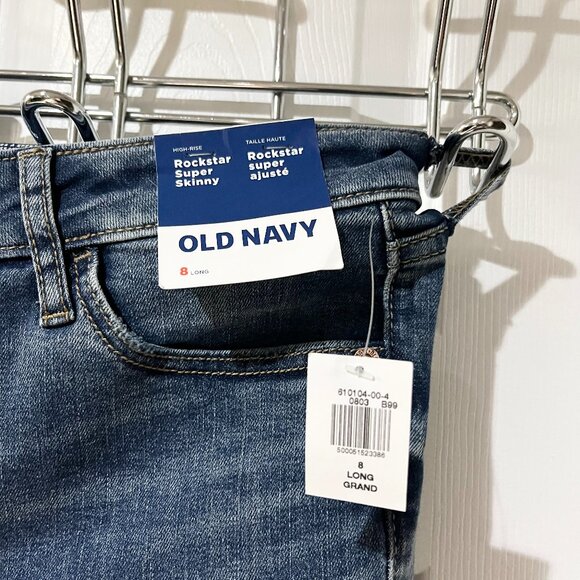 HIGH-RISE
Rockstar
Super
Skinny
TAILLE HAUTE
Rockstar
super
ajusté
OLD NAVY
8 LONG
610104-00-4
0803 B99
500051523386
8
LONG
GRAND